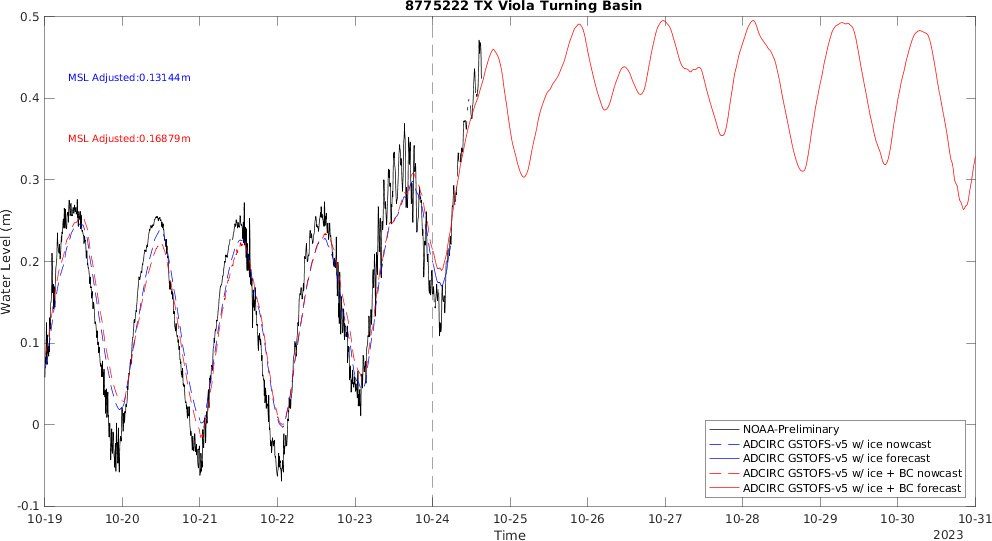 8775222 TX Viola Turning Basin
MSL Adjusted:0.13144m
MSL Adjusted:0.16879m
Water Level (m)
0.5
0.4
0.3
0.2
0.1
0
-0.1
10-19 10-20 10-21 10-22 10-23 10-24 10-25 10-26 10-27 10-28 10-29 10-30 10-31
Time
2023
NOAA-Preliminary
ADCIRC GSTOFS-v5 w/ ice nowcast
ADCIRC GSTOFS-v5 w/ ice forecast
ADCIRC GSTOFS-v5 w/ ice + BC nowcast
ADCIRC GSTOFS-v5 w/ ice + BC forecast